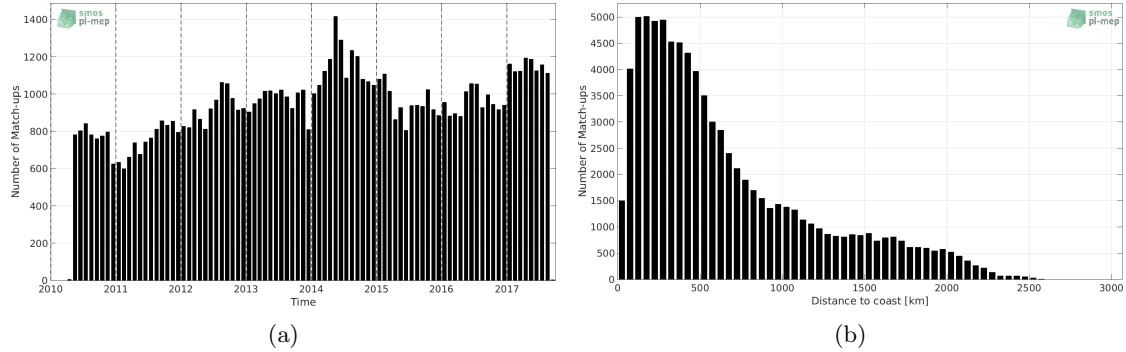 smos
pi-mep
Number of Match-ups
1400
1200
1000
800
600
400
200
0
2010 2011 2012 2013 2014 2015 2016 2017
Time
(a)
smos
pi-mep
Number of Match-ups
5000
4500
4000
3500
3000
2500
2000
1500
1000
500
0
0 500 1000 1500 2000 2500 3000
Distance to coast [km]
(b)